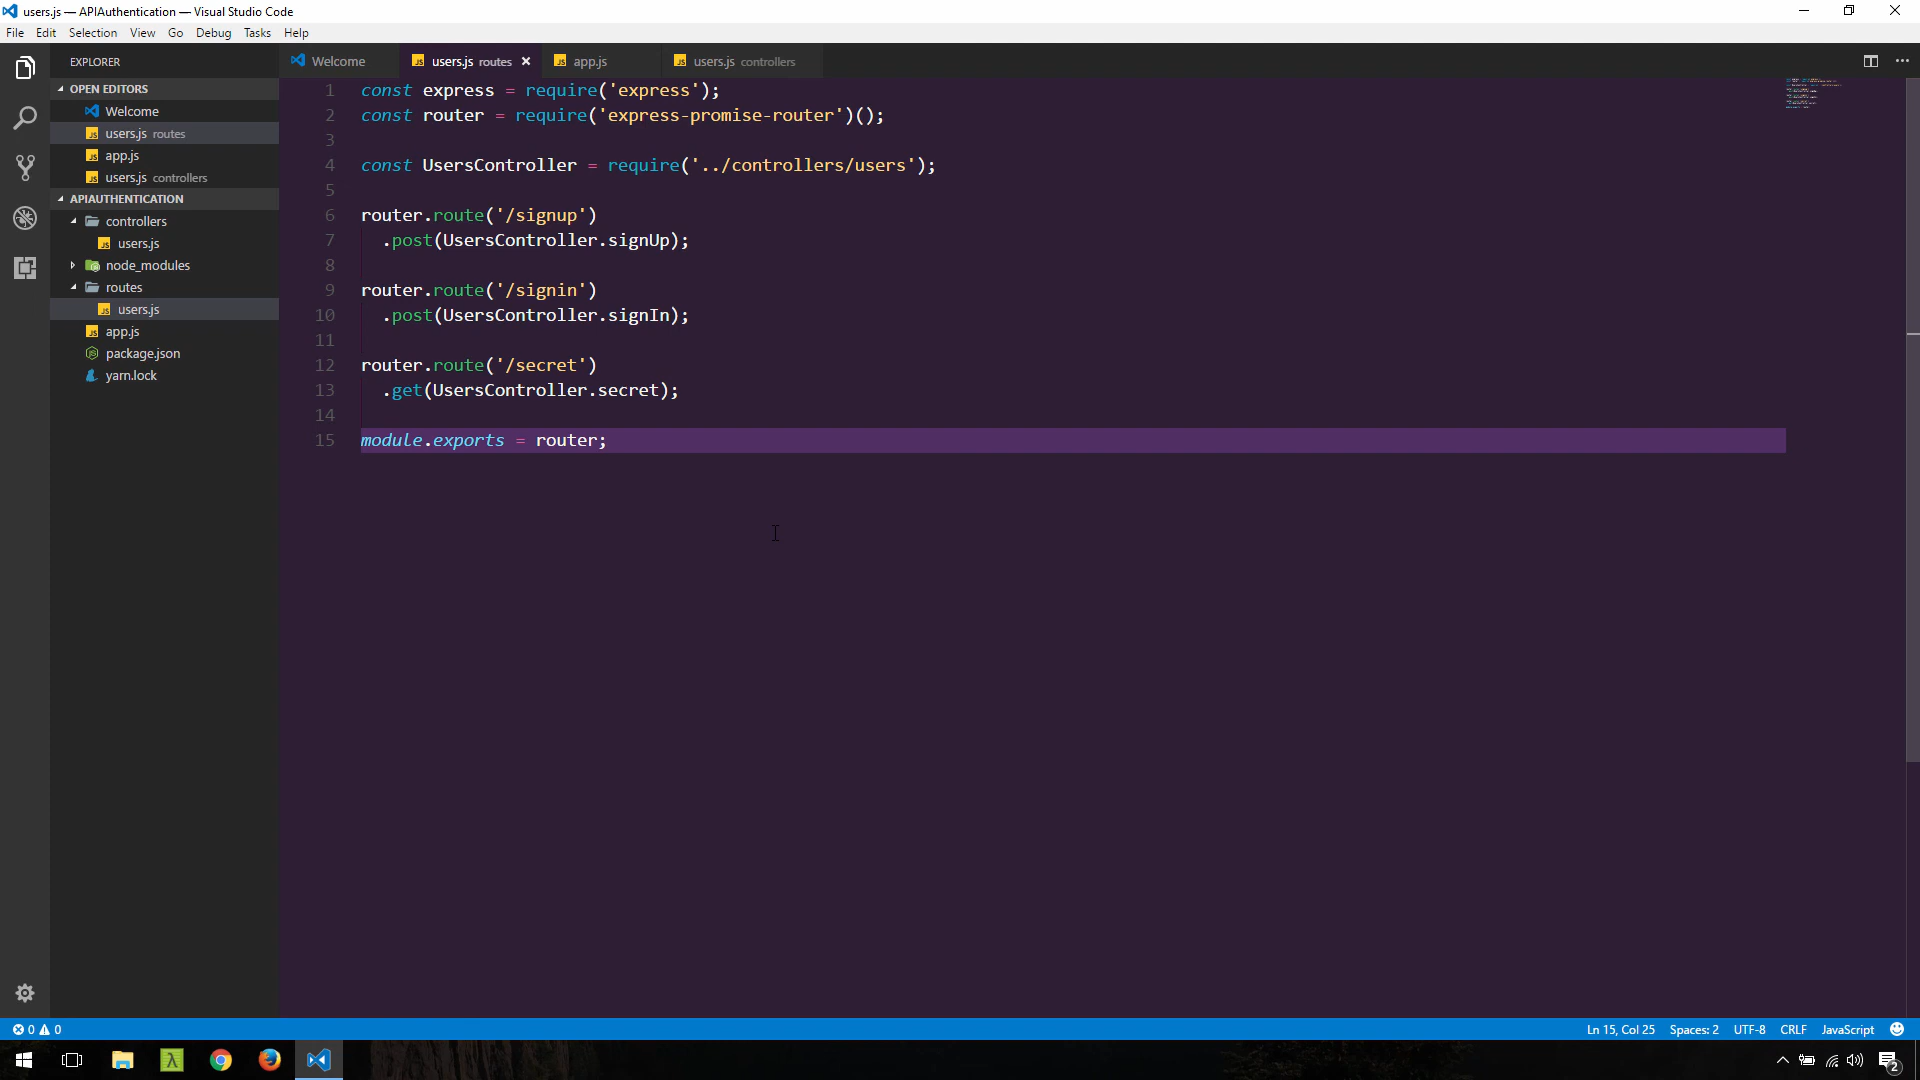 users.js — APIAuthentication — Visual Studio Code
File Edit Selection View Go Debug Tasks Help
EXPLORER
OPEN EDITORS
Welcome
users.js routes
app.js
users.js controllers
APIAUTHENTICATION
controllers
users.js
node_modules
routes
users.js
app.js
package.json
yarn.lock
Welcome users.js routes app.js users.js controllers
1 const express = require('express');
2 const router = require('express-promise-router')();
3
4 const UsersController = require('../controllers/users');
5
6 router.route('/signup')
7 .post(UsersController.signUp);
8
9 router.route('/signin')
10 .post(UsersController.signIn);
11
12 router.route('/secret')
13 .get(UsersController.secret);
14
15 module.exports = router;
0 0 Ln 15, Col 25 Spaces: 2 UTF-8 CRLF JavaScript
2